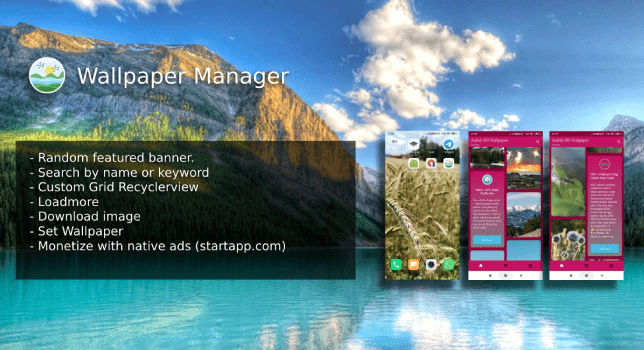 Wallpaper Manager
- Random featured banner.
- Search by name or keyword
- Custom Grid Recyclerview
- Loadmore
- Download image
- Set Wallpaper
- Monetize with native ads (startapp.com)